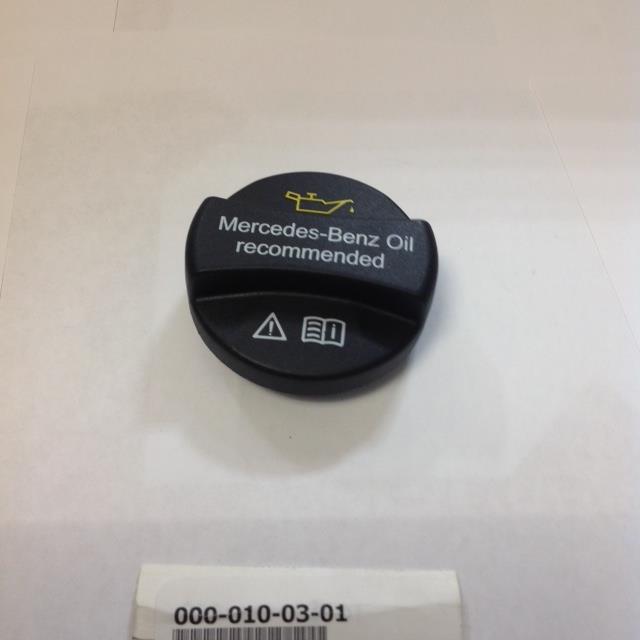 Mercedes-Benz Oil
recommended
000-010-03-01